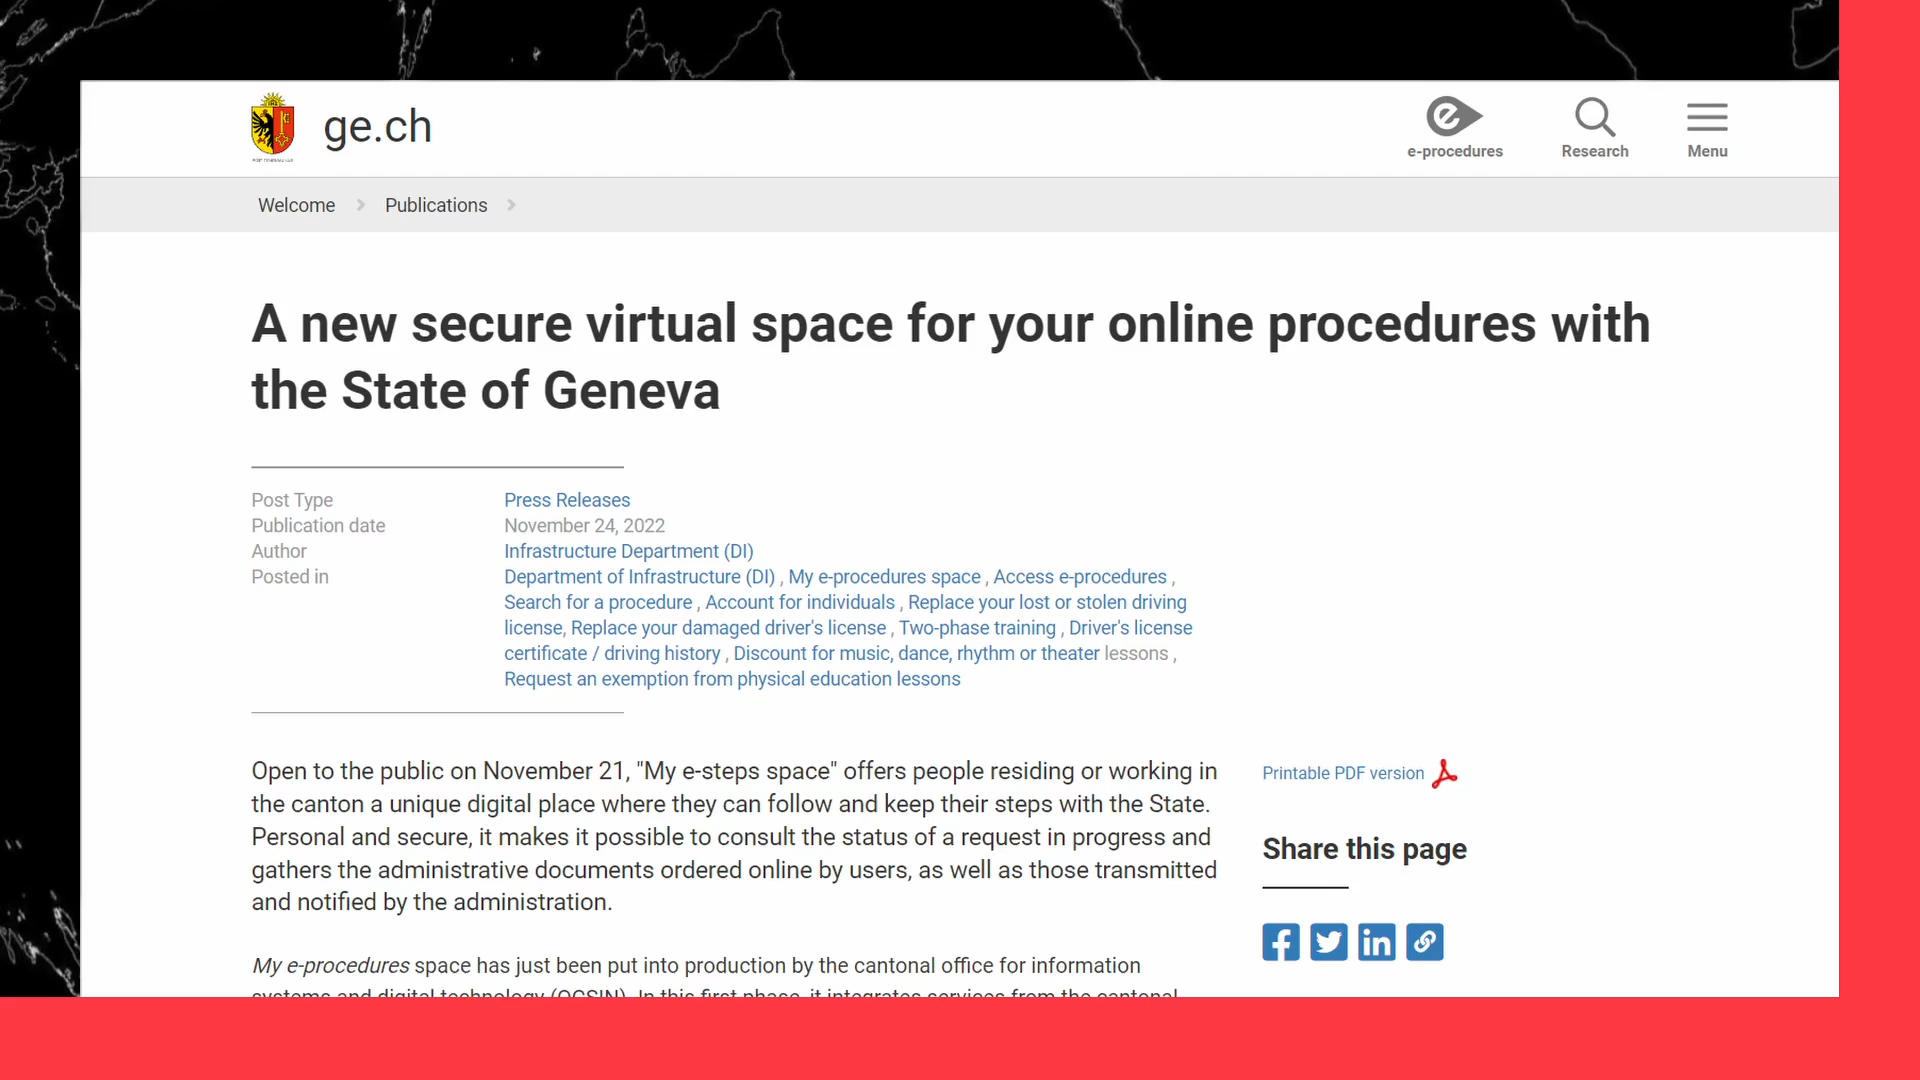 ge.ch
e-procedures
Research
Menu
Welcome
Publications
A new secure virtual space for your online procedures with
the State of Geneva
Post Type
Press Releases
Publication date
November 24, 2022
Author
Infrastructure Department (DI)
Posted in
Department of Infrastructure (DI) , My e-procedures space , Access e-procedures ,
Search for a procedure , Account for individuals , Replace your lost or stolen driving
license, Replace your damaged driver's license , Two-phase training , Driver's license
certificate / driving history , Discount for music, dance, rhythm or theater lessons ,
Request an exemption from physical education lessons
Open to the public on November 21, "My e-steps space" offers people residing or working in
the canton a unique digital place where they can follow and keep their steps with the State.
Personal and secure, it makes it possible to consult the status of a request in progress and
gathers the administrative documents ordered online by users, as well as those transmitted
and notified by the administration.
Printable PDF version
Share this page
My e-procedures space has just been put into production by the cantonal office for information
systems and digital technology (OCSIN). In this first phase, it integrates services from the cantonal